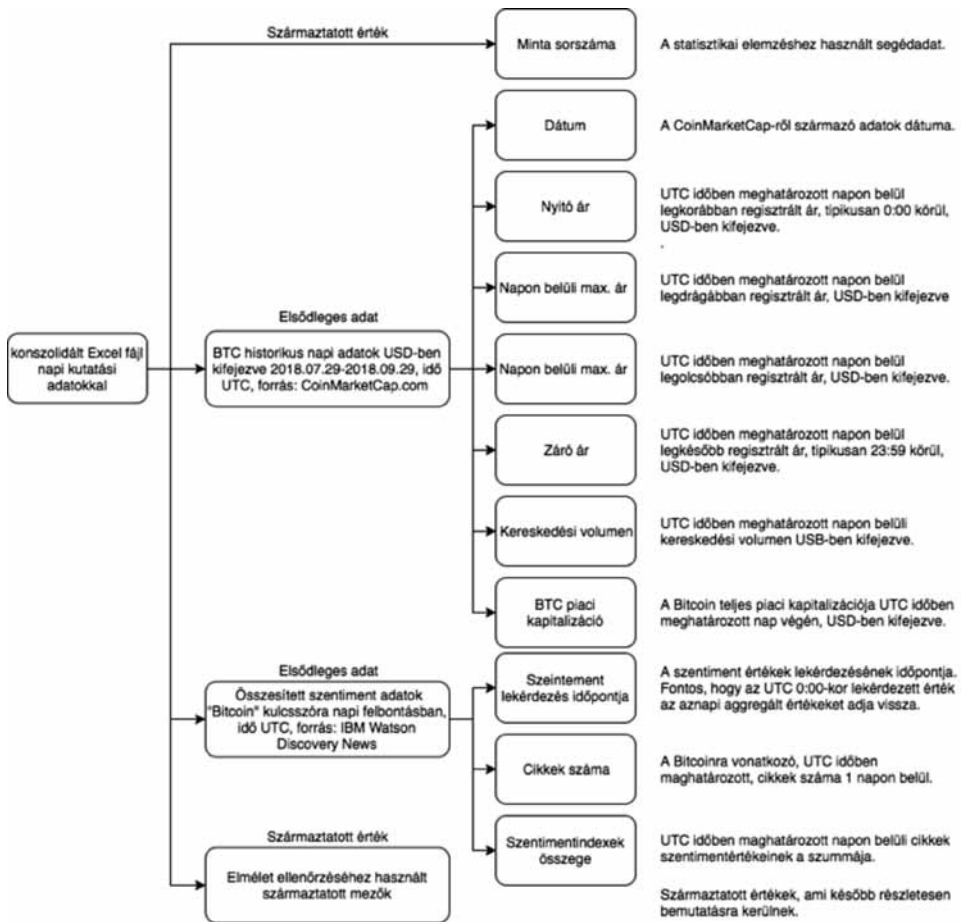 Származtatott érték
Minta sorszáma
A statisztikai elemzéshez használt segédadat.
Dátum
A CoinMarketCap-ről származó adatok dátuma.
Nyitó ár
UTC időben meghatározott napon belül
legkorábban regisztrált ár, tipikusan 0:00 körül,
USD-ben kifejezve.
.
Napon belüli max. ár
UTC időben meghatározott napon belül
legdrágábban regisztrált ár, USD-ben kifejezve
konszolidált Excel fájl
napi kutatási
adatokkal
Elsődleges adat
BTC historikus napi adatok USD-ben
kifejezve 2018.07.29-2018.09.29, idő
UTC, forrás: CoinMarketCap.com
Napon belüli max. ár
UTC időben meghatározott napon belül
legolcsóbban regisztrált ár, USD-ben kifejezve.
Záró ár
UTC időben meghatározott napon belül
legkésőbb regisztrált ár, tipikusan 23:59 körül,
USD-ben kifejezve.
Kereskedési volumen
UTC időben meghatározott napon belüli
kereskedési volumen USB-ben kifejezve.
BTC piaci
kapitalizáció
A Bitcoin teljes piaci kapitalizációja UTC időben
meghatározott nap végén, USD-ben kifejezve.
Elsődleges adat
Összesített szentiment adatok
"Bitcoin" kulcsszóra napi felbontásban,
idő UTC, forrás: IBM Watson
Discovery News
Szeintement
lekérdezés időpontja
A szentiment értékek lekérdezésének időpontja.
Fontos, hogy az UTC 0:00-kor lekérdezett érték
az aznapi aggregált értékeket adja vissza.
Cikkek száma
A Bitcoinra vonatkozó, UTC időben
maghatározott, cikkek száma 1 napon belül.
Szentimentindexek
összege
UTC időben maghatározott napon belüli cikkek
szentimentértékeinek a szummája.
Származtatott érték
Elmélet ellenőrzéséhez használt
származtatott mezők
Származtatott értékek, ami később részletesen
bemutatásra kerülnek.